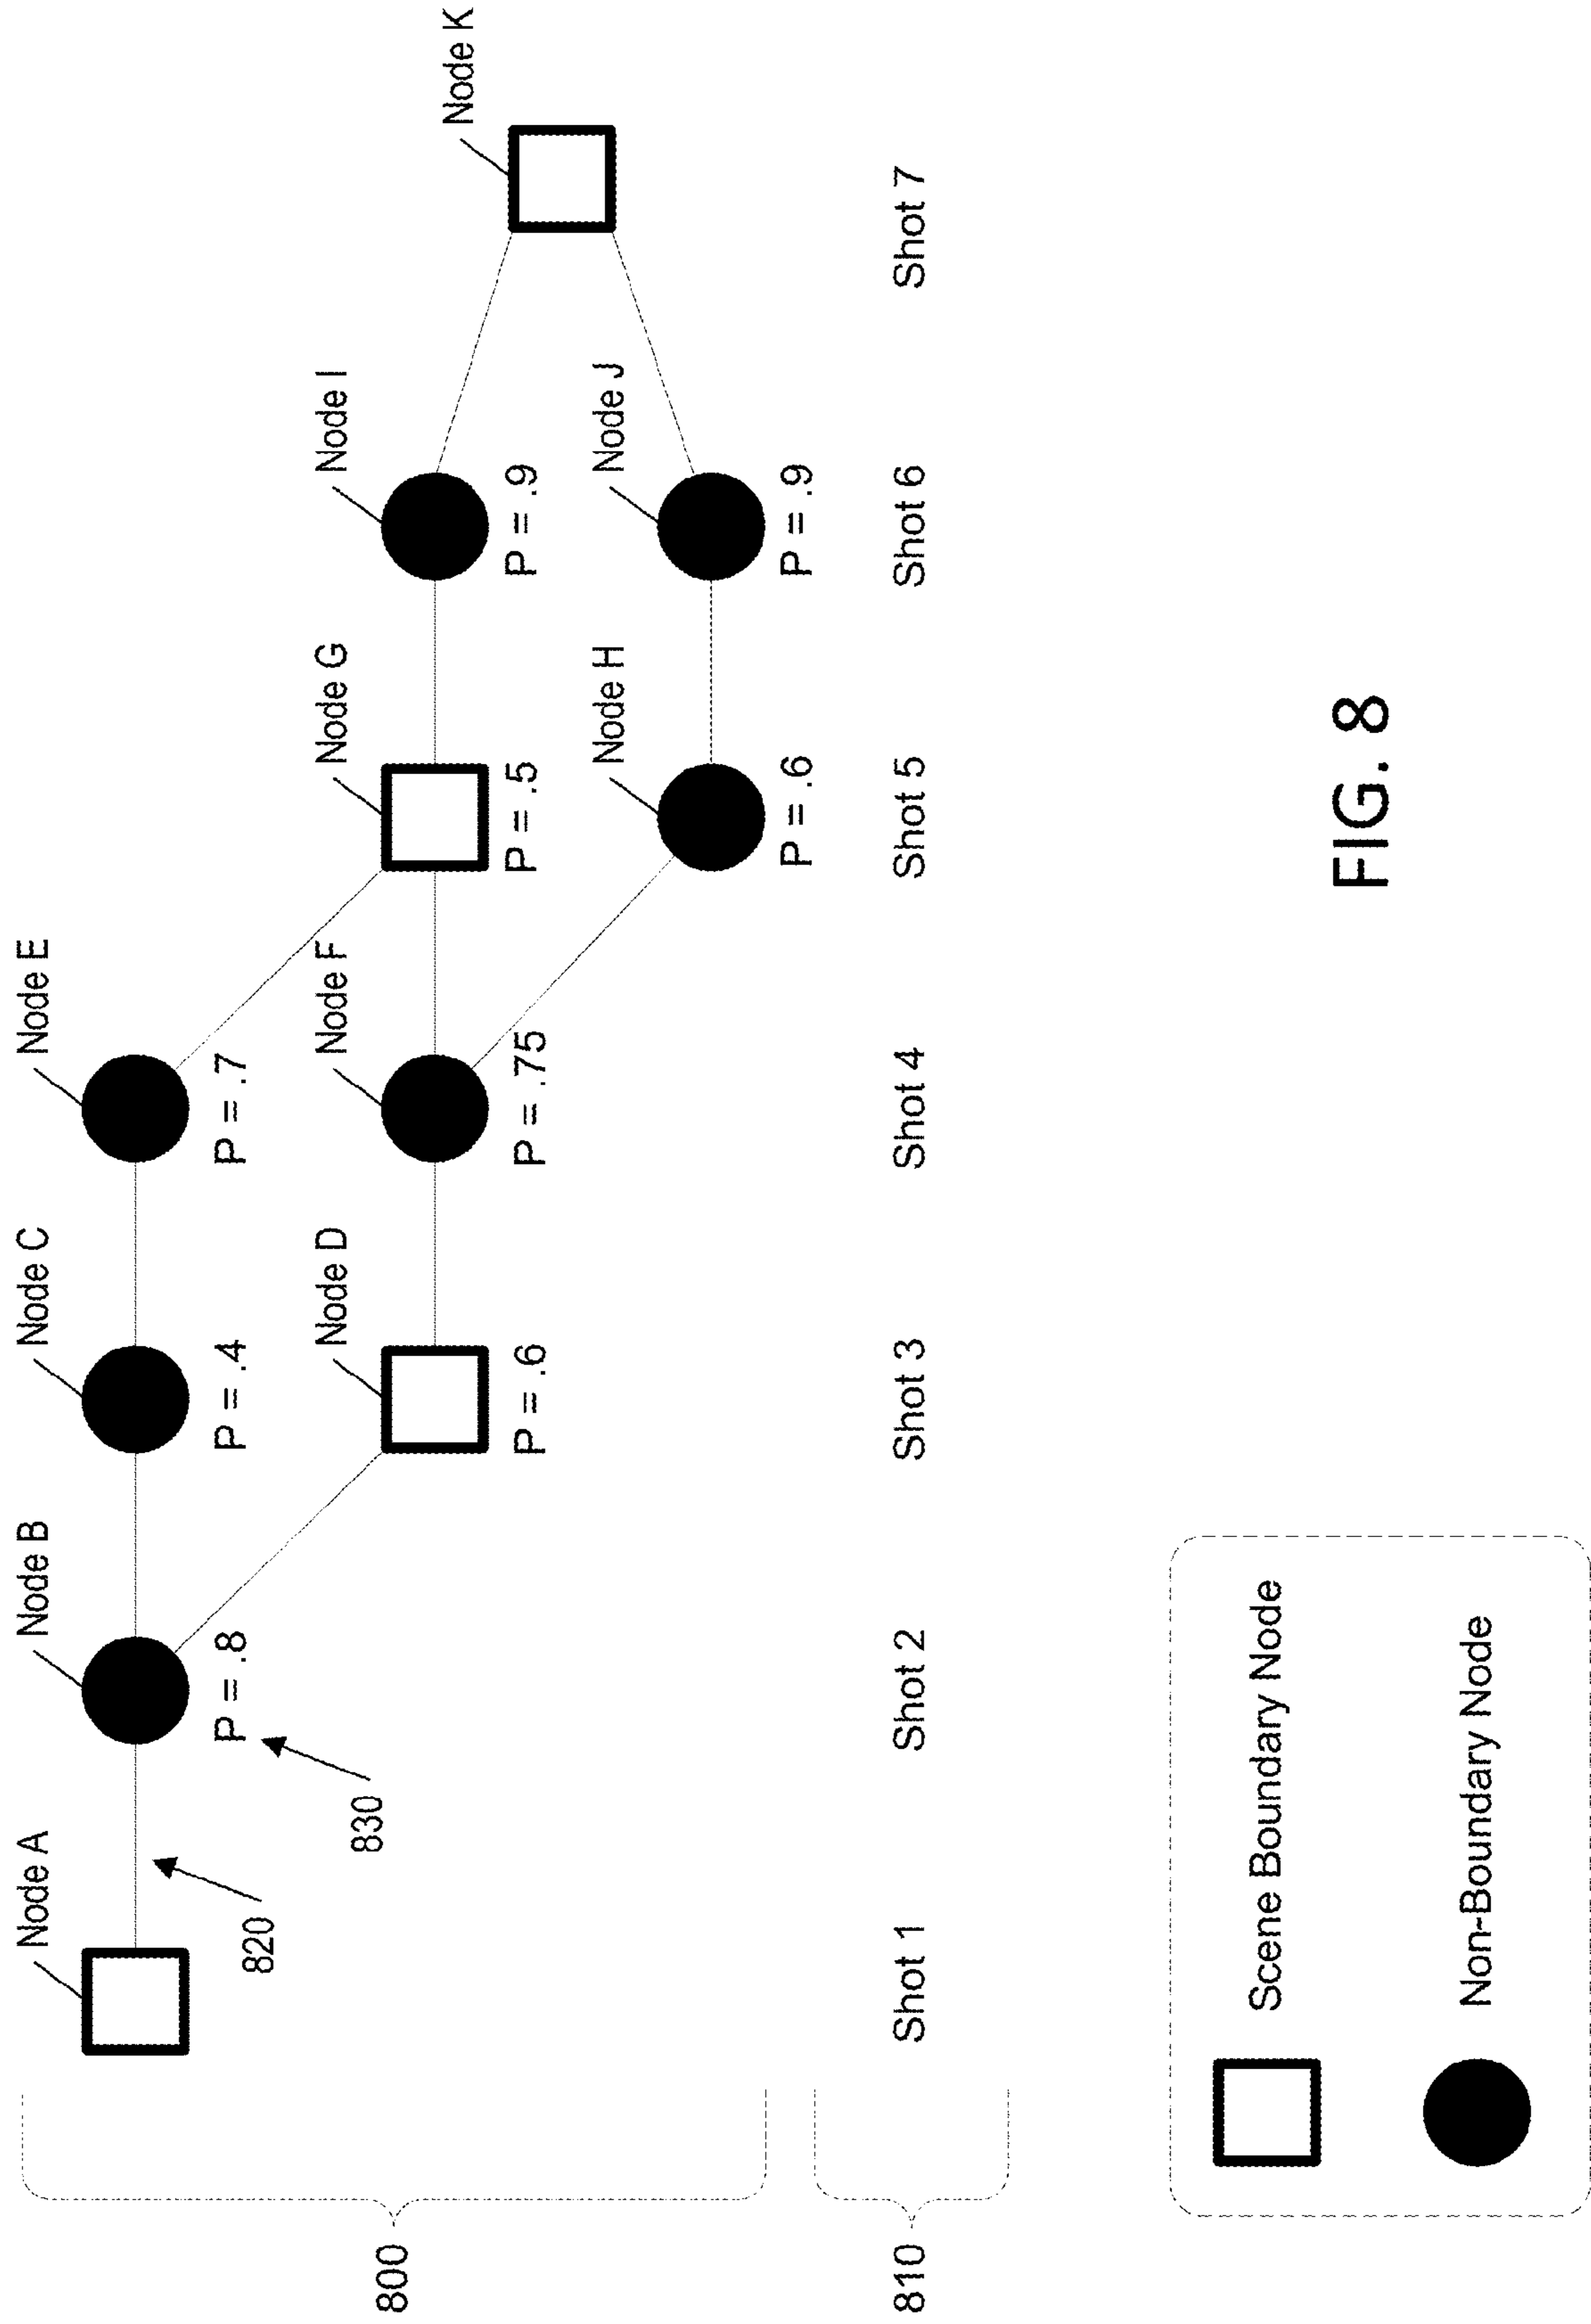 Node A
Node B
Node C
Node E
820
830
P = .8
P = .4
P = .7
Node D
Node F
Node G
Node I
Node K
800
P = .6
P = .75
P = .5
P = .9
Node H
Node J
P = .6
P = .9
810
Shot 1
Shot 2
Shot 3
Shot 4
Shot 5
Shot 6
Shot 7
Scene Boundary Node
Non-Boundary Node
FIG. 8